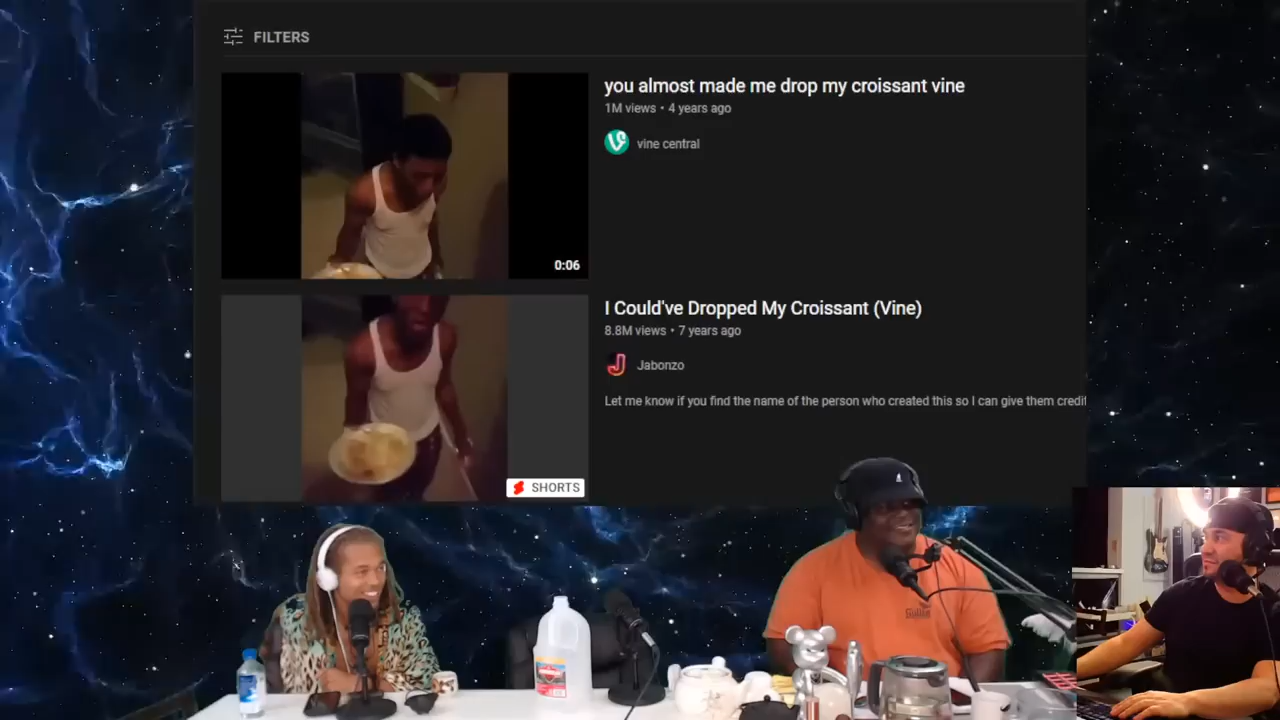 FILTERS
you almost made me drop my croissant vine
1M views • 4 years ago
vine central
0:06
I Could've Dropped My Croissant (Vine)
8.8M views • 7 years ago
Jabonzo
Let me know if you find the name of the person who created this so I can give them credit
SHORTS